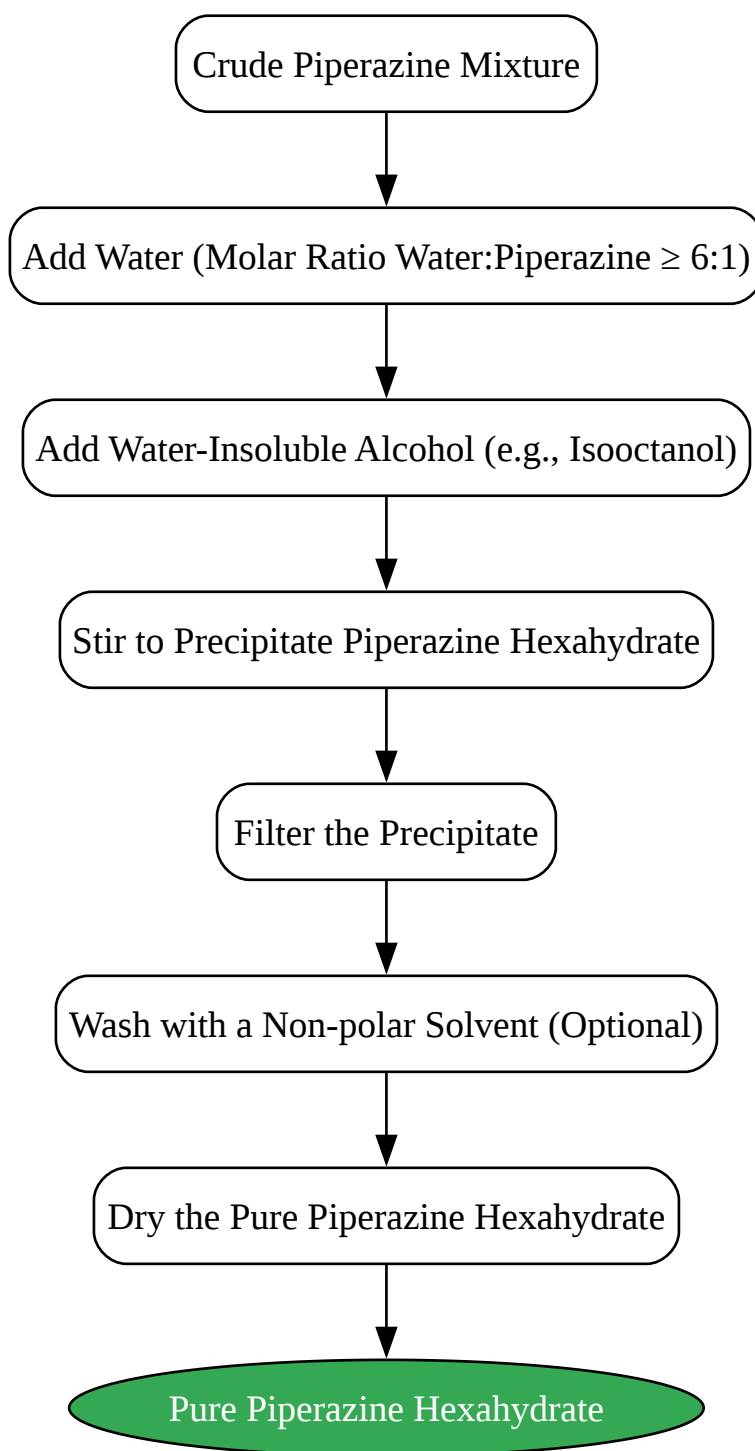 Crude Piperazine Mixture
Add Water (Molar Ratio Water:Piperazine ≥ 6:1)
Add Water-Insoluble Alcohol (e.g., Isooctanol)
Stir to Precipitate Piperazine Hexahydrate
Filter the Precipitate
Wash with a Non-polar Solvent (Optional)
Dry the Pure Piperazine Hexahydrate
Pure Piperazine Hexahydrate